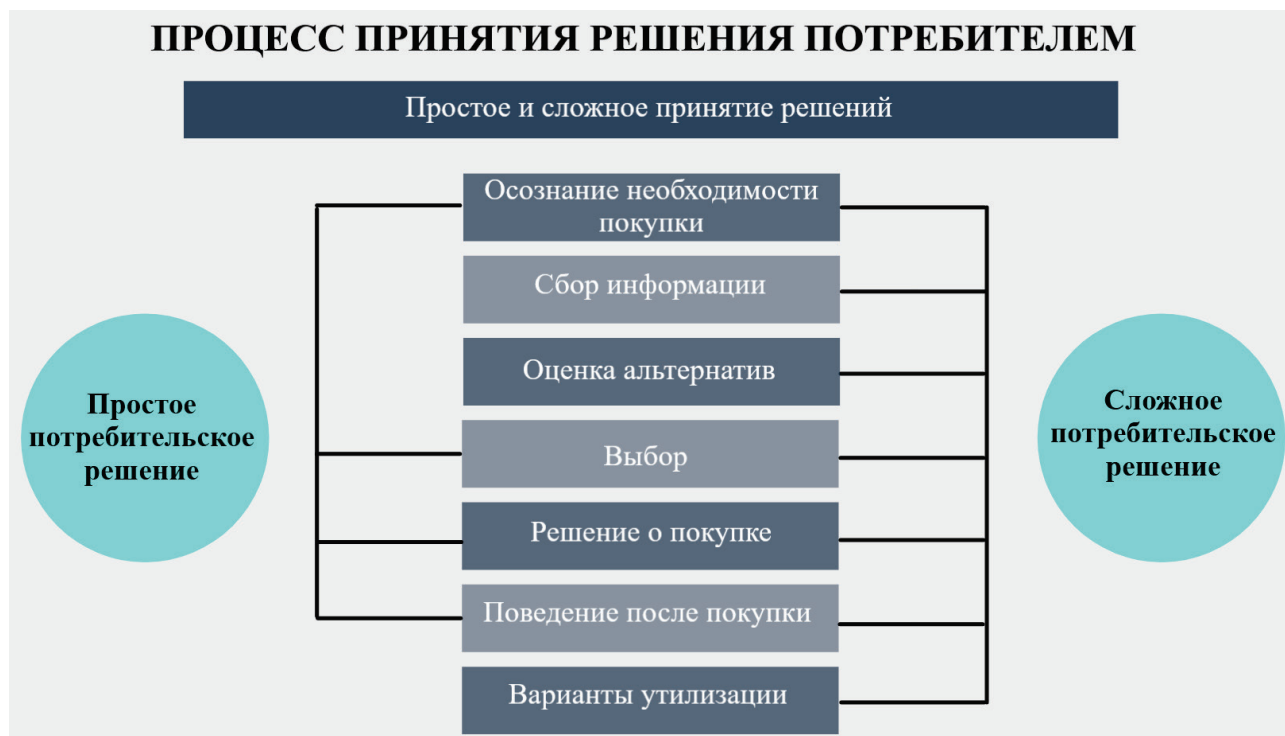 ПРОЦЕСС ПРИНЯТИЯ РЕШЕНИЯ ПОТРЕБИТЕЛЕМ
Простое и сложное принятие решений
Осознание необходимости
покупки
Сбор информации
Оценка альтернатив
Выбор
Решение о покупке
Поведение после покупки
Варианты утилизации
Простое
потребительское
решение
Сложное
потребительское
решение